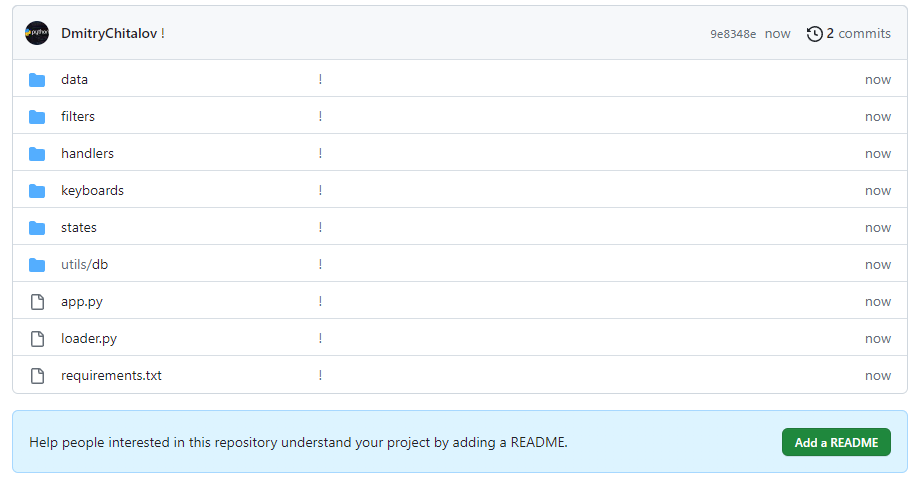 python
DmitryChitalov ! 9e8348e now 2 commits
data ! now
filters ! now
handlers ! now
keyboards ! now
states ! now
utils/db ! now
app.py ! now
loader.py ! now
requirements.txt ! now
Help people interested in this repository understand your project by adding a README. Add a README